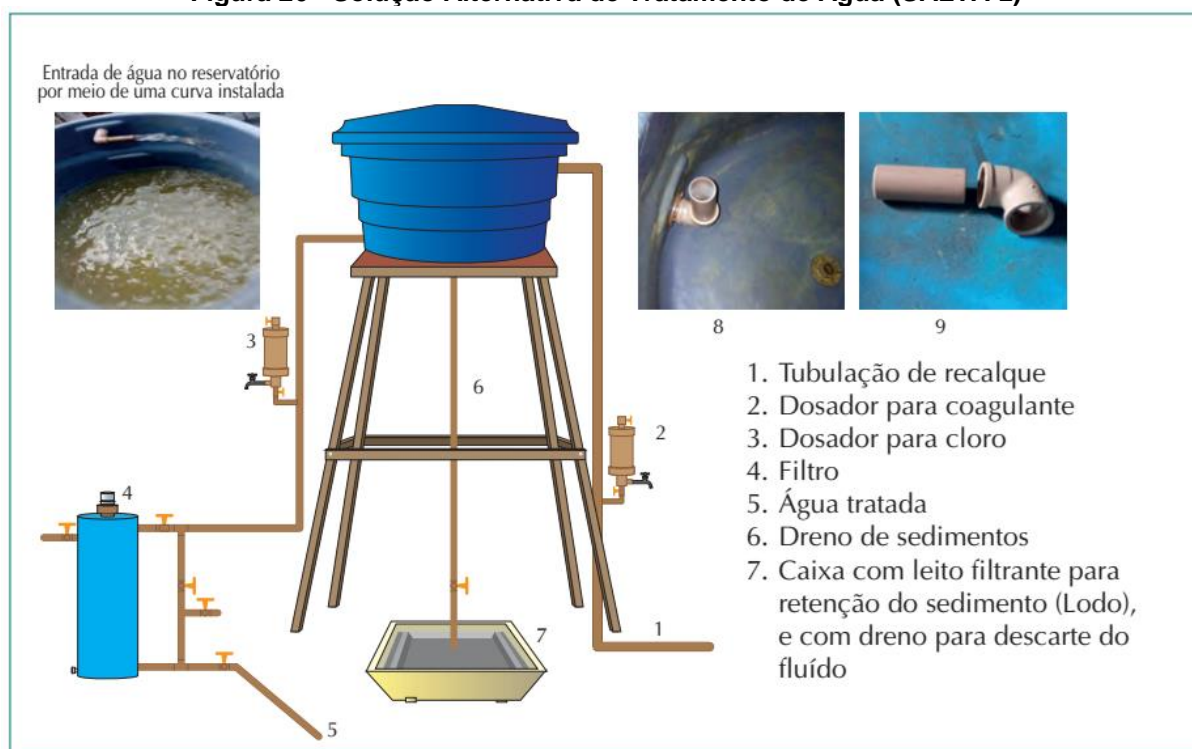 Entrada de água no reservatório
por meio de uma curva instalada
3
6
2
4
7
1
5
8
9
1. Tubulação de recalque
2. Dosador para coagulante
3. Dosador para cloro
4. Filtro
5. Água tratada
6. Dreno de sedimentos
7. Caixa com leito filtrante para
retenção do sedimento (Lodo),
e com dreno para descarte do
fluído